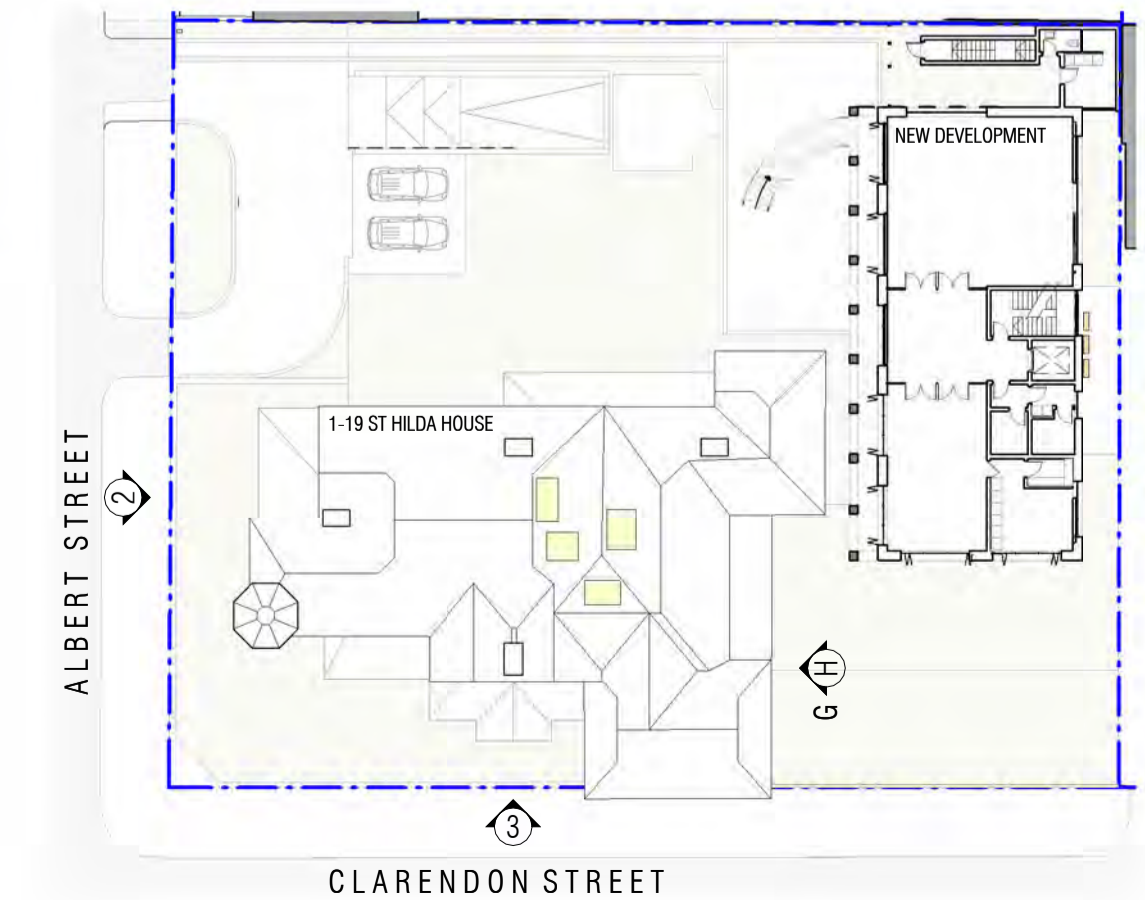 NEW DEVELOPMENT
1-19 ST HILDA HOUSE
ALBERT STREET
2
H
G
3
CLARENDON STREET